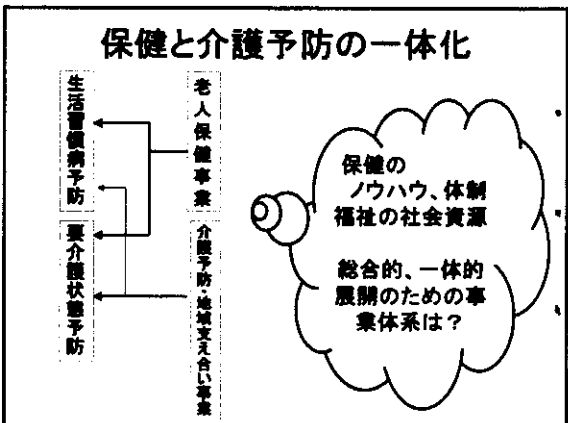 保健と介護予防の一体化
生活習慣病予防
老人保健事業
要介護状態予防
介護予防・地域支え合い事業
保健の
ノウハウ、体制
福祉の社会資源
総合的、一体的
展開のための事
業体系は？